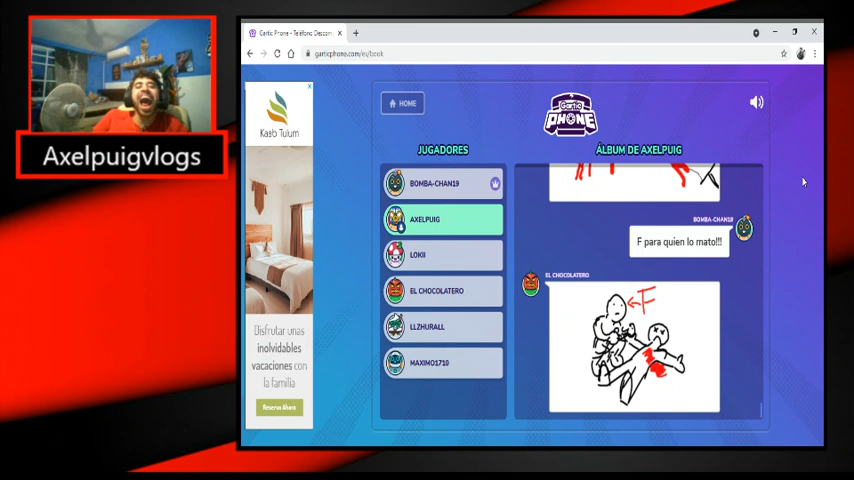 Gartic Phone - Teléfono Descom
garticphone.com/es/book
Axelpuigvlogs
Kaab Tulum
Disfrutar unas
inolvidables
vacaciones con
la familia
Reserva Ahora
HOME
Gartic
PHONE
JUGADORES
BOMBA-CHAN19
AXELPUIG
LOKII
EL CHOCOLATERO
LLZHURALL
MAXIMO1710
ÁLBUM DE AXELPUIG
BOMBA-CHAN19
F para quien lo mato!!!
EL CHOCOLATERO
F